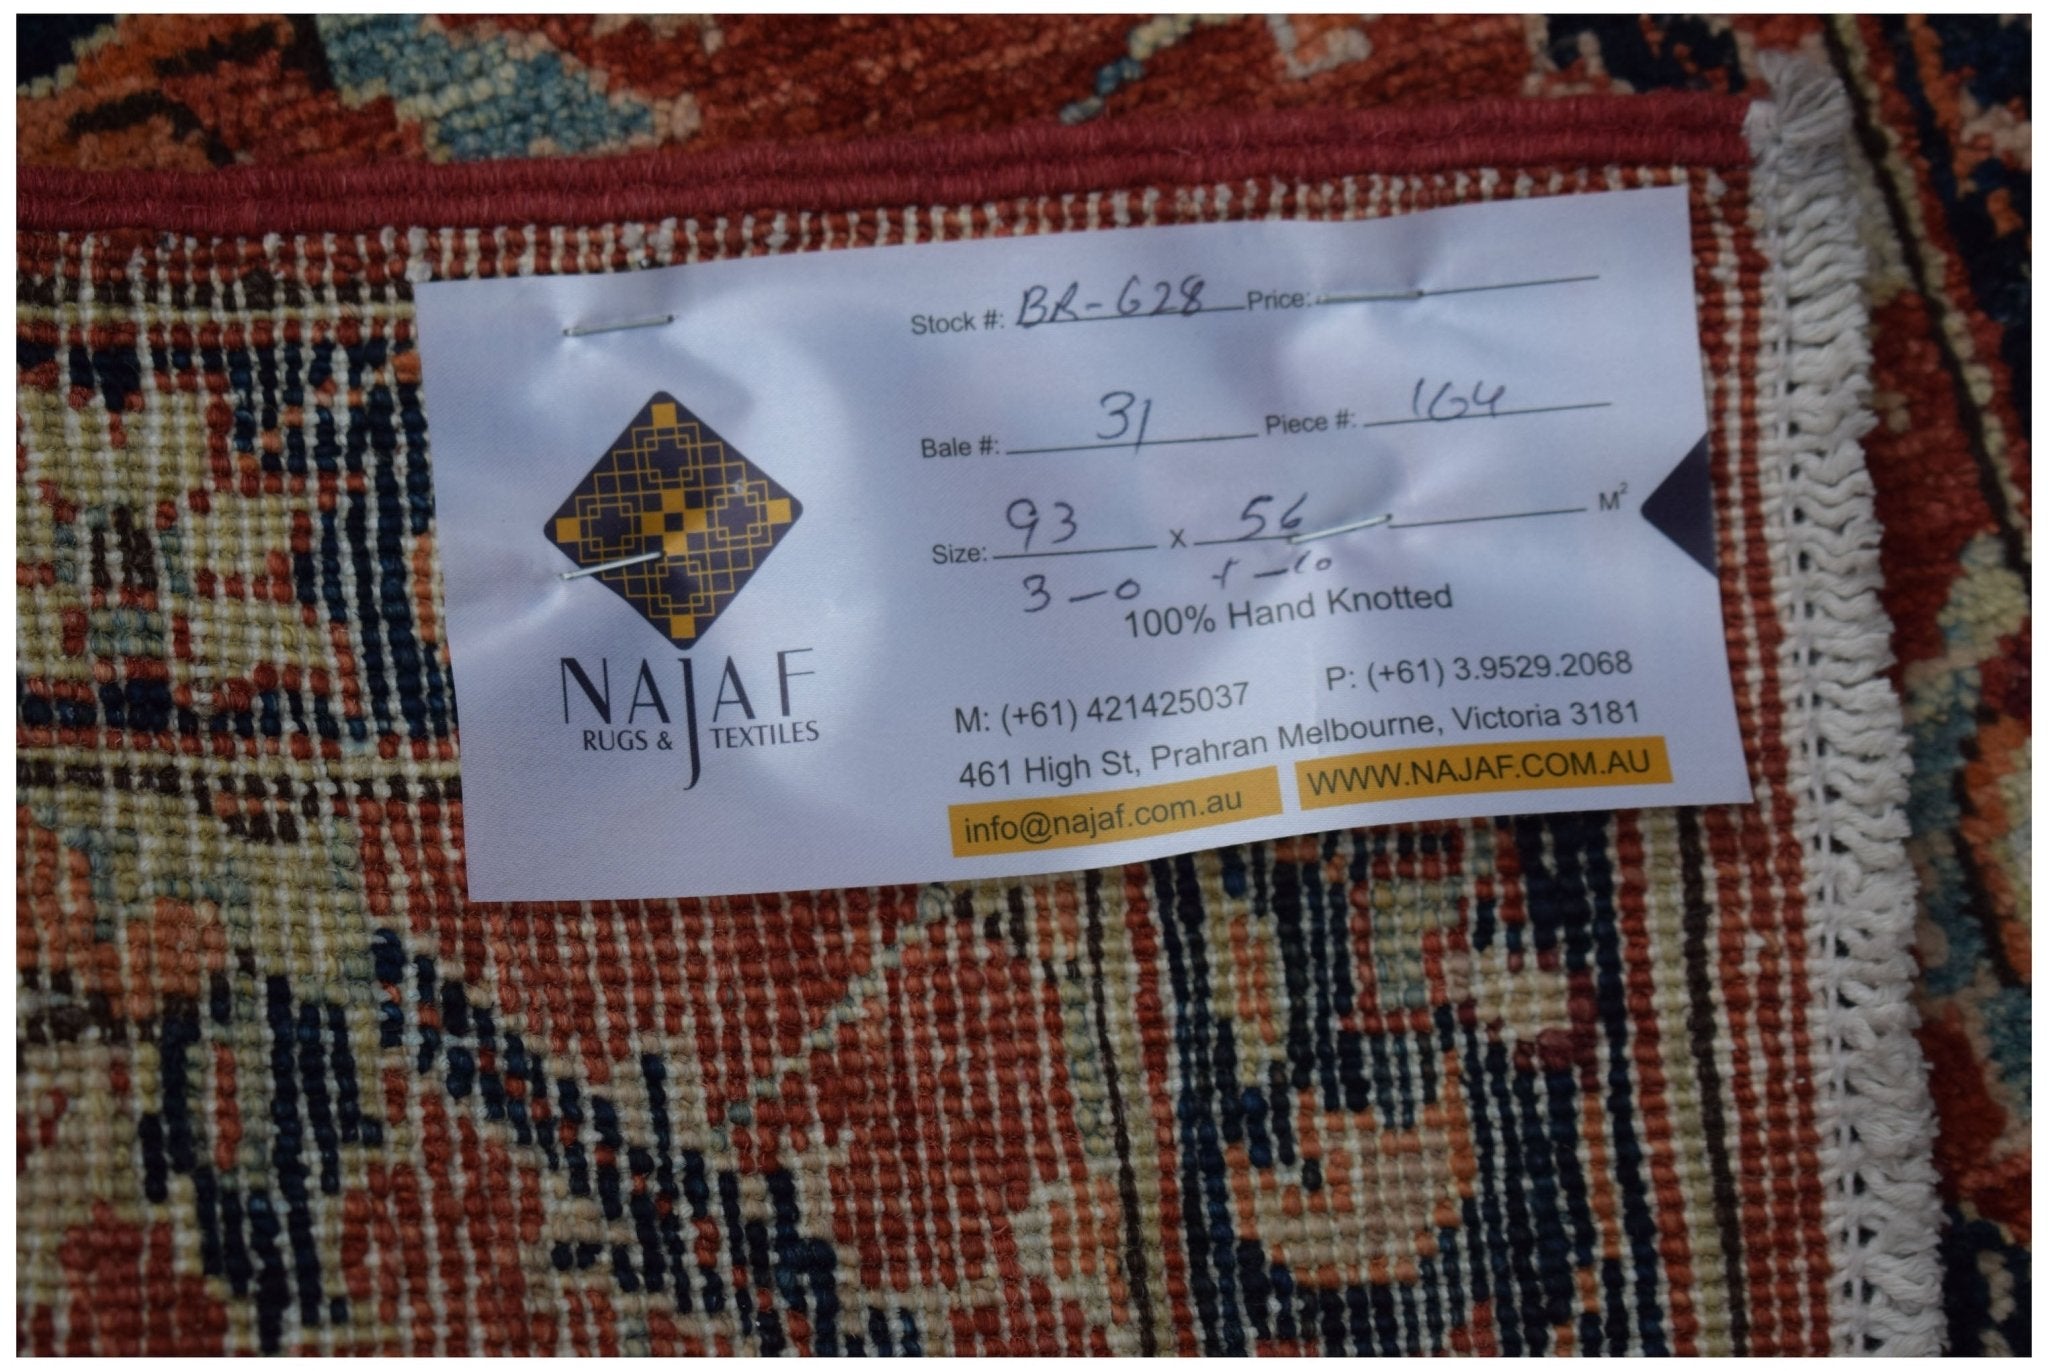 Stock #: BR-628 Price:
Bale #: 31 Piece #: 164
Size: 93 x 56 M²
3-0 +-10
100% Hand Knotted
NAJAF
RUGS & TEXTILES
M: (+61) 421425037 P: (+61) 3.9529.2068
461 High St, Prahran Melbourne, Victoria 3181
info@najaf.com.au WWW.NAJAF.COM.AU